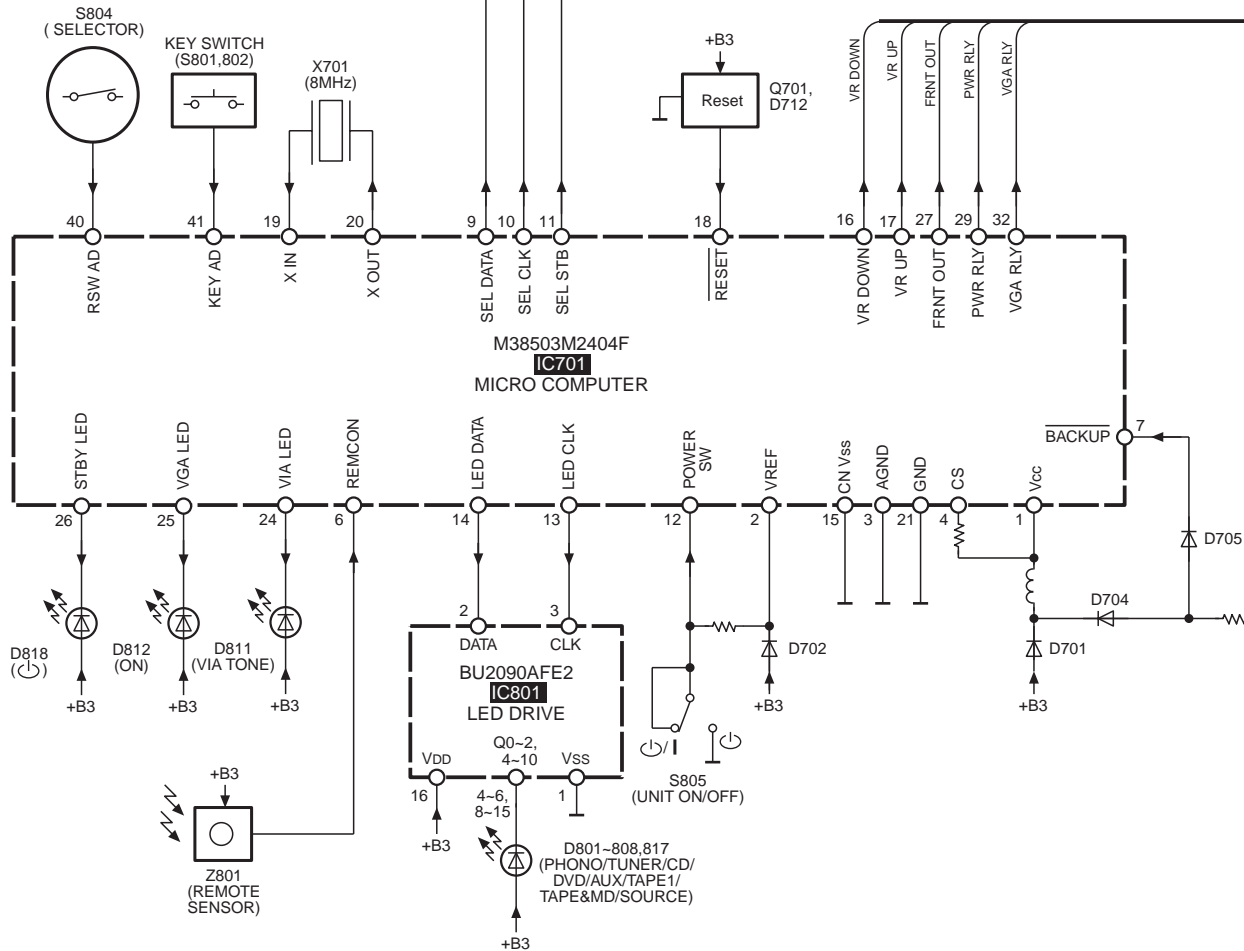 S804
( SELECTOR)
KEY SWITCH
(S801,802)
X701
(8MHz)
+B3
Reset
Q701,
D712
VR DOWN
VR UP
FRNT OUT
PWR RLY
VGA RLY
40
41
19
20
9
10
11
18
16
17
27
29
32
RSW AD
KEY AD
X IN
X OUT
SEL DATA
SEL CLK
SEL STB
RESET
VR DOWN
VR UP
FRNT OUT
PWR RLY
VGA RLY
M38503M2404F
IC701
MICRO COMPUTER
BACKUP
7
STBY LED
VGA LED
VIA LED
REMCON
LED DATA
LED CLK
POWER
SW
VREF
CN Vss
AGND
GND
CS
Vcc
26
25
24
6
14
13
12
2
15
3
21
4
1
D705
D704
D701
+B3
D702
+B3
D818
(⏻)
+B3
D812
(ON)
+B3
D811
(VIA TONE)
+B3
2
3
DATA
CLK
BU2090AFE2
IC801
LED DRIVE
VDD
Q0~2,
4~10
VSS
16
4~6,
8~15
1
+B3
⏻/I
⏻
S805
(UNIT ON/OFF)
+B3
Z801
(REMOTE
SENSOR)
D801~808,817
(PHONO/TUNER/CD/
DVD/AUX/TAPE1/
TAPE&MD/SOURCE)
+B3